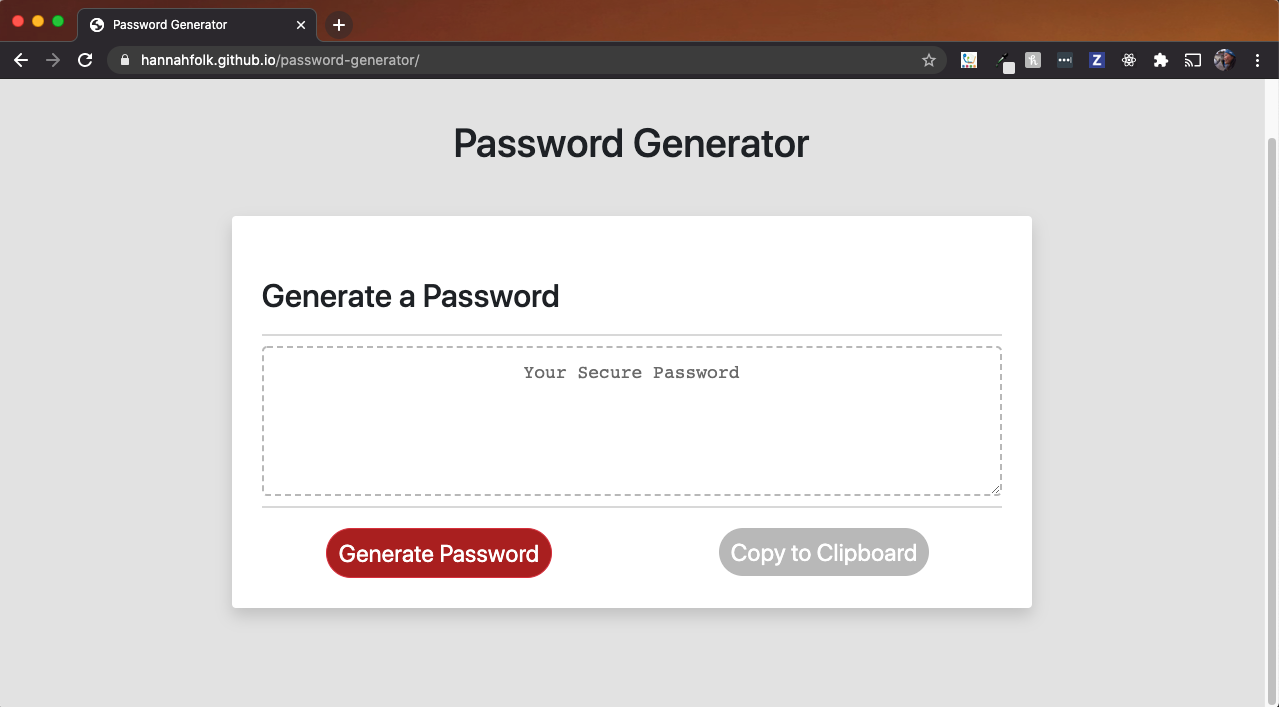 Password Generator
hannahfolk.github.io/password-generator/
Z
Password Generator
Generate a Password
Your Secure Password
Generate Password
Copy to Clipboard